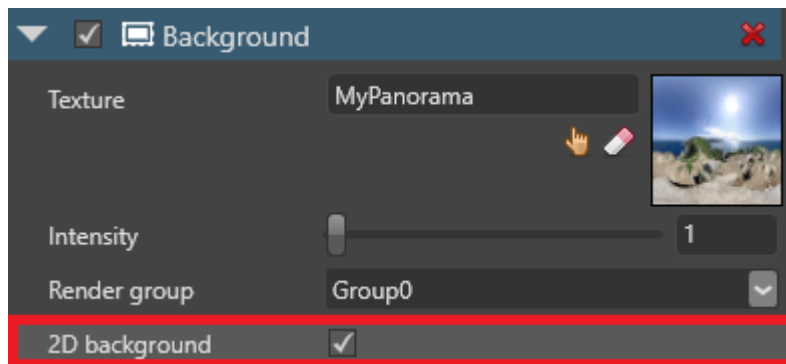 Background
Texture MyPanorama
Intensity 1
Render group Group0
2D background